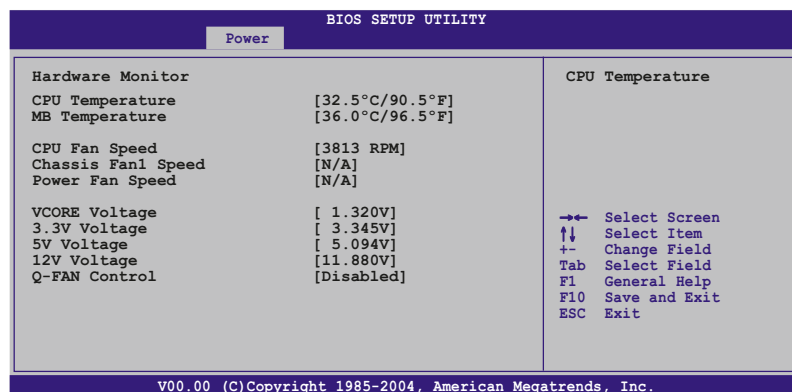 BIOS SETUP UTILITY
Power
Hardware Monitor
CPU Temperature [32.5°C/90.5°F]
MB Temperature [36.0°C/96.5°F]
CPU Fan Speed [3813 RPM]
Chassis Fan1 Speed [N/A]
Power Fan Speed [N/A]
VCORE Voltage [ 1.320V]
3.3V Voltage [ 3.345V]
5V Voltage [ 5.094V]
12V Voltage [11.880V]
Q-FAN Control [Disabled]
CPU Temperature
→← Select Screen
↑↓ Select Item
+- Change Field
Tab Select Field
F1 General Help
F10 Save and Exit
ESC Exit
V00.00 (C)Copyright 1985-2004, American Megatrends, Inc.